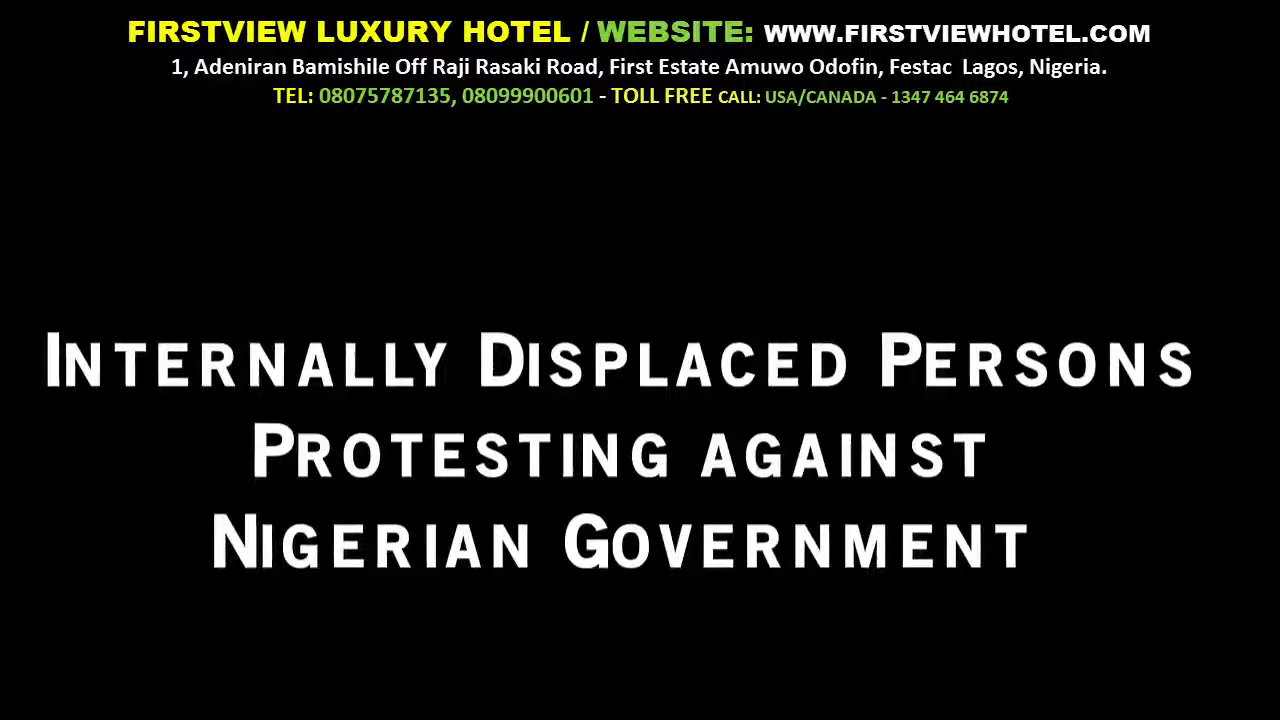 FIRSTVIEW LUXURY HOTEL / WEBSITE: WWW.FIRSTVIEWHOTEL.COM
1, Adeniran Bamishile Off Raji Rasaki Road, First Estate Amuwo Odofin, Festac Lagos, Nigeria.
TEL: 08075787135, 08099900601 - TOLL FREE CALL: USA/CANADA - 1347 464 6874
INTERNALLY DISPLACED PERSONS
PROTESTING AGAINST
NIGERIAN GOVERNMENT